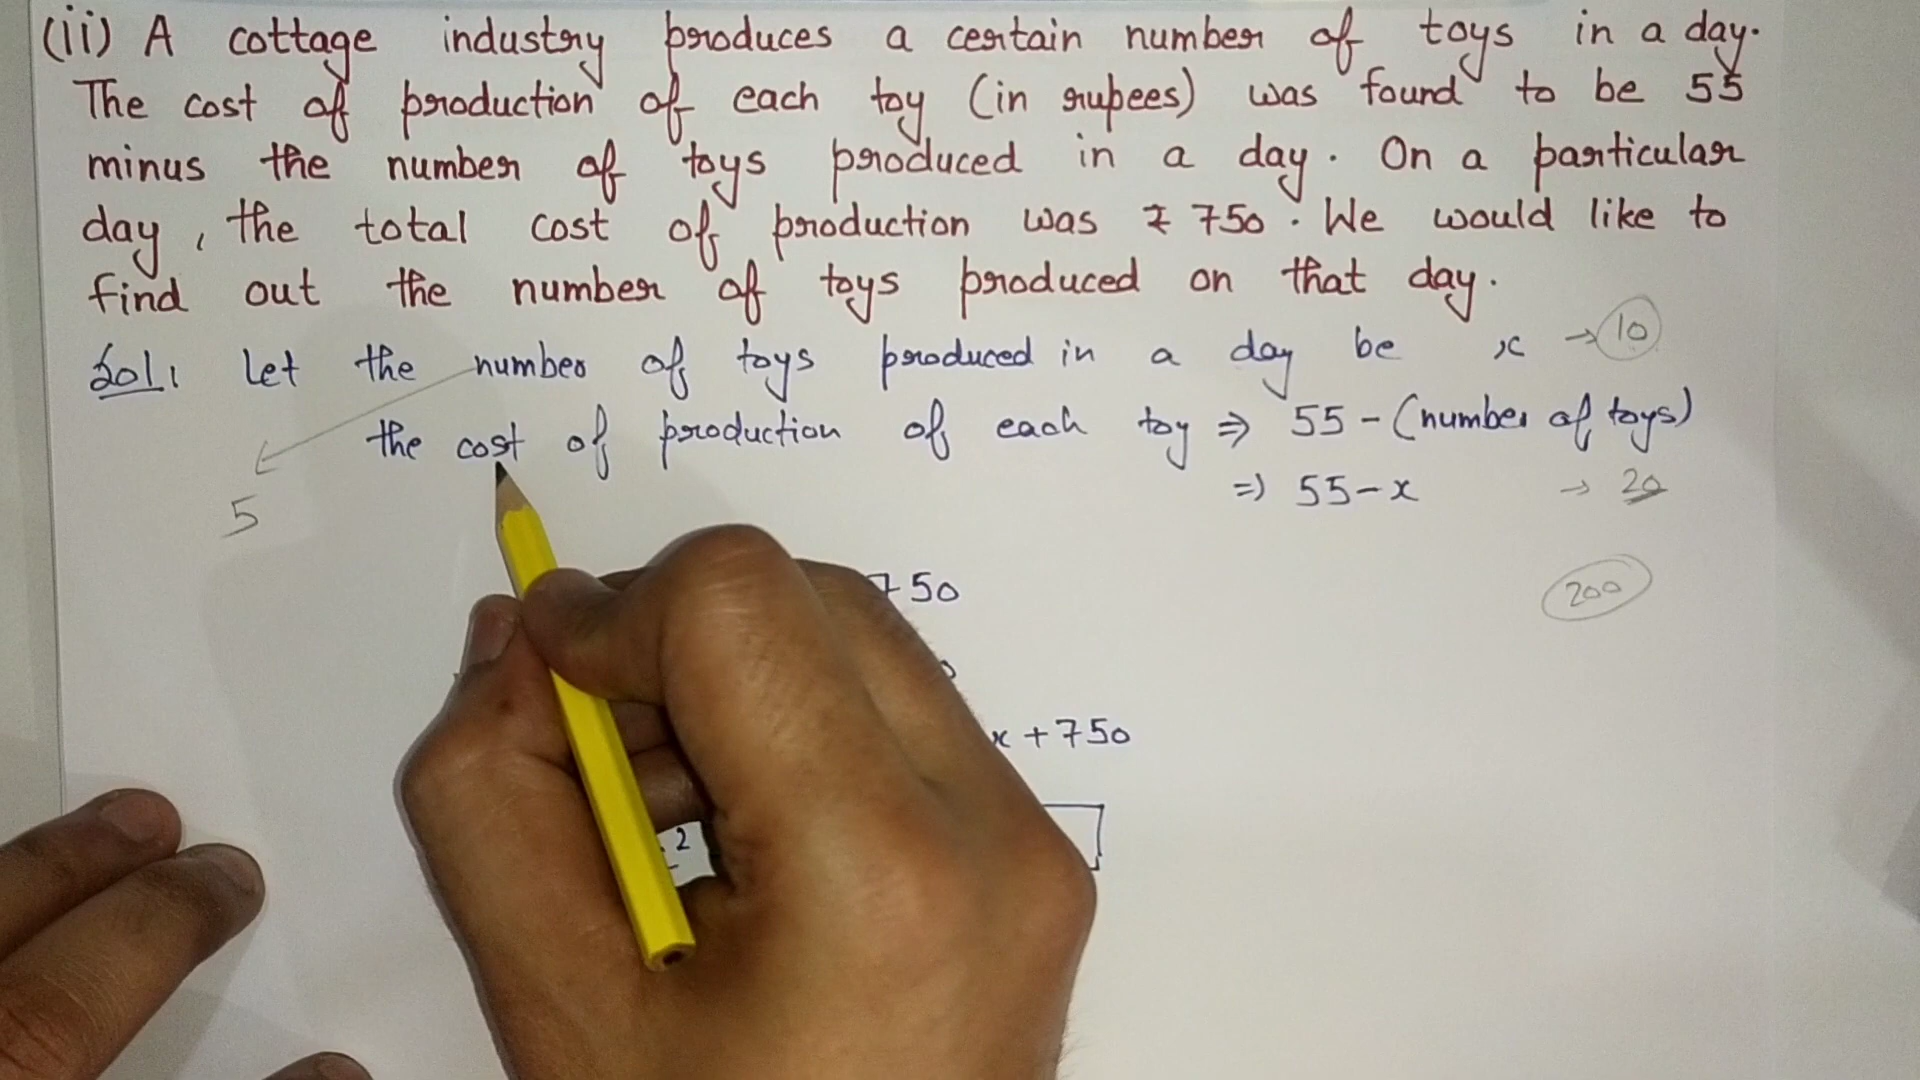 (ii) A cottage industry produces a certain number of toys in a day.
The cost of production of each toy (in rupees) was found to be 55
minus the number of toys produced in a day. On a particular
day, the total cost of production was ₹ 750. We would like to
find out the number of toys produced on that day.
Sol: Let the number of toys produced in a day be x → 10
the cost of production of each toy ⇒ 55 - (number of toys)
⇒ 55 - x → 20
5
750
200
x + 750
2